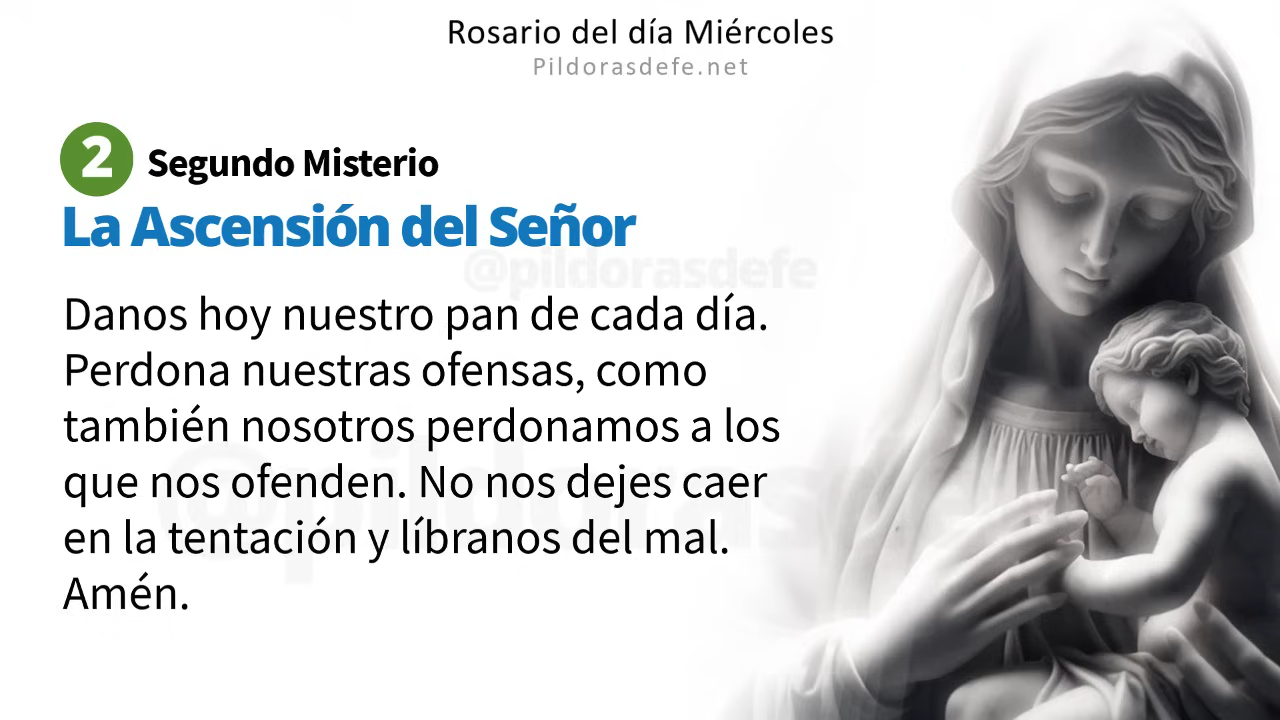 Rosario del día Miércoles
Pildorasdefe.net
2 Segundo Misterio
La Ascensión del Señor
@pildorasdefe
Danos hoy nuestro pan de cada día.
Perdona nuestras ofensas, como
también nosotros perdonamos a los
que nos ofenden. No nos dejes caer
en la tentación y líbranos del mal.
Amén.